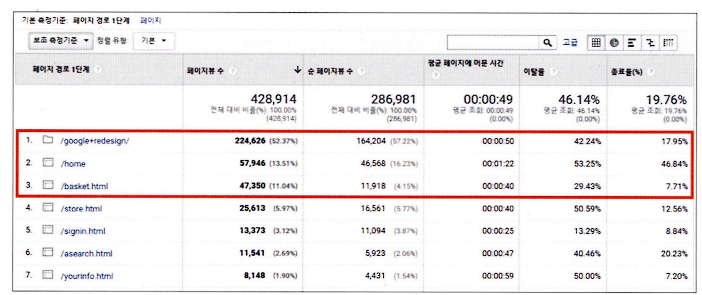 기본 측정기준: 페이지 경로 1단계 페이지
보조 측정기준 정렬 유형: 기본 고급
페이지 경로 1단계 ? 페이지뷰 수 ? 순 페이지뷰 수 ? 평균 페이지에 머문 시간 ? 이탈률 ? 종료율(%) ?
428,914 286,981 00:00:49 46.14% 19.76%
전체 대비 비율(%): 100.00% 전체 대비 비율(%): 100.00% 평균 조회: 00:00:49 평균 조회: 46.14% 평균 조회: 19.76%
(428,914) (286,981) (0.00%) (0.00%) (0.00%)
1. /google+redesign/ 224,626 (52.37%) 164,204 (57.22%) 00:00:50 42.24% 17.95%
2. /home 57,946 (13.51%) 46,568 (16.23%) 00:01:22 53.25% 46.84%
3. /basket.html 47,350 (11.04%) 11,918 (4.15%) 00:00:40 29.43% 7.71%
4. /store.html 25,613 (5.97%) 16,561 (5.77%) 00:00:40 50.59% 12.56%
5. /signin.html 13,373 (3.12%) 11,094 (3.87%) 00:00:25 13.29% 8.84%
6. /asearch.html 11,541 (2.69%) 5,923 (2.06%) 00:00:47 40.46% 20.23%
7. /yourinfo.html 8,148 (1.90%) 4,431 (1.54%) 00:00:59 50.00% 7.20%